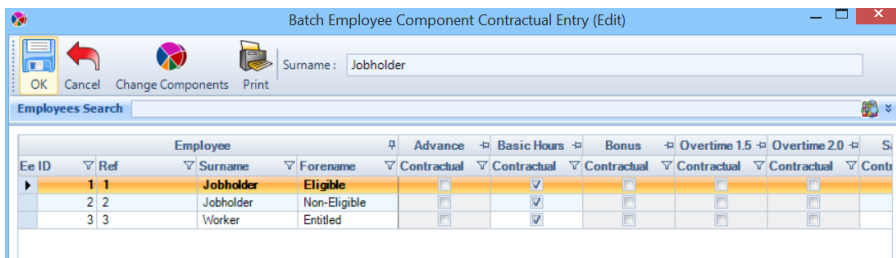 Batch Employee Component Contractual Entry (Edit)
OK Cancel Change Components Print Surname : Jobholder
Employees Search
Employee Advance Basic Hours Bonus Overtime 1.5 Overtime 2.0
Ee ID Ref Surname Forename Contractual Contractual Contractual Contractual Contractual
1 1 Jobholder Eligible
2 2 Jobholder Non-Eligible
3 3 Worker Entitled